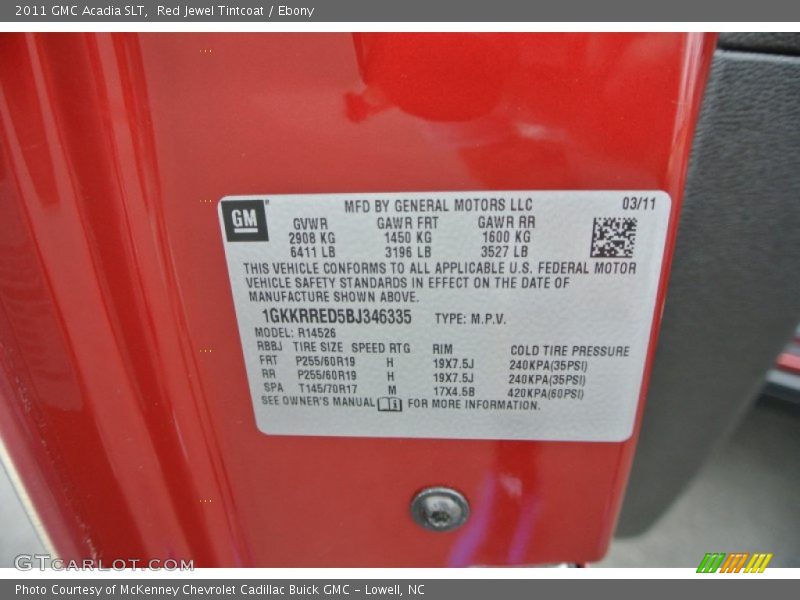 2011 GMC Acadia SLT, Red Jewel Tintcoat / Ebony
GM MFD BY GENERAL MOTORS LLC 03/11
GVWR GAWR FRT GAWR RR
2908 KG 1450 KG 1600 KG
6411 LB 3196 LB 3527 LB
THIS VEHICLE CONFORMS TO ALL APPLICABLE U.S. FEDERAL MOTOR
VEHICLE SAFETY STANDARDS IN EFFECT ON THE DATE OF
MANUFACTURE SHOWN ABOVE.
1GKKRRED5BJ346335 TYPE: M.P.V.
MODEL: R14526
RBBJ TIRE SIZE SPEED RTG RIM COLD TIRE PRESSURE
FRT P255/60R19 H 19X7.5J 240KPA(35PSI)
RR P255/60R19 H 19X7.5J 240KPA(35PSI)
SPA T145/70R17 M 17X4.5B 420KPA(60PSI)
SEE OWNER'S MANUAL FOR MORE INFORMATION.
GTCARLOT.COM
Photo Courtesy of McKenney Chevrolet Cadillac Buick GMC - Lowell, NC